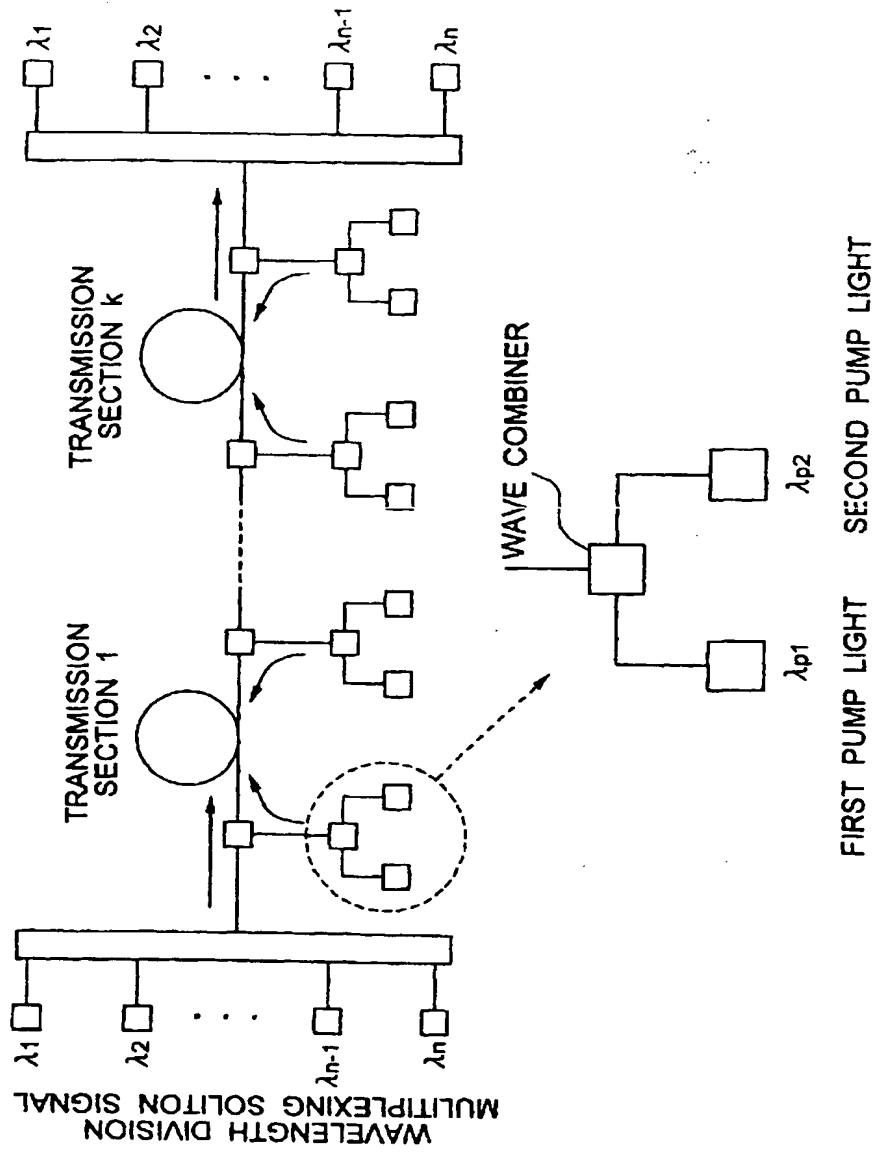 WAVELENGTH DIVISION
MULITIPLEXING SOLITON SIGNAL
λ1
λ2
. . .
λn-1
λn
TRANSMISSION
SECTION 1
TRANSMISSION
SECTION k
λ1
λ2
. . .
λn-1
λn
WAVE COMBINER
λp1
λp2
FIRST PUMP LIGHT
SECOND PUMP LIGHT